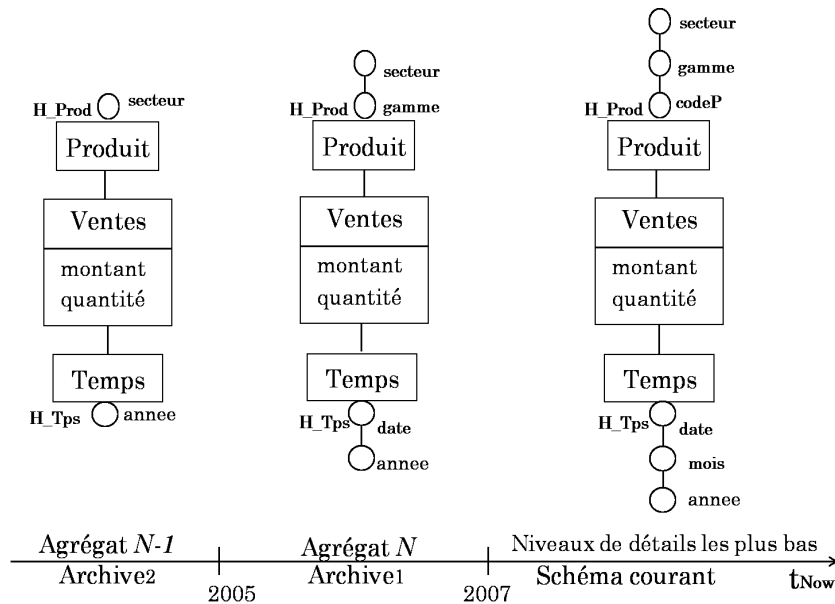 secteur
H_Prod
Produit
Ventes
montant
quantité
Temps
H_Tps
annee
secteur
H_Prod
gamme
Produit
Ventes
montant
quantité
Temps
H_Tps
date
annee
secteur
gamme
H_Prod
codeP
Produit
Ventes
montant
quantité
Temps
H_Tps
date
mois
annee
Agrégat N-1
Archive2
2005
Agrégat N
Archive1
2007
Niveaux de détails les plus bas
Schéma courant
tNow